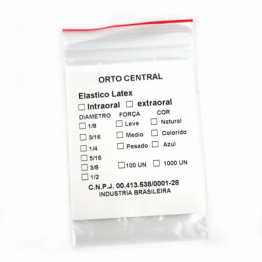 ORTO CENTRAL
Elastico Latex
☐ Intraoral ☐ extraoral
DIAMETRO FORÇA COR
☐ 1/8 ☐ Leve ☐ Natural
☐ 3/16 ☐ Medio ☐ Colorido
☐ 1/4 ☐ Pesado ☐ Azul
☐ 5/16
☐ 3/8 ☐ 100 UN ☐ 1000 UN
☐ 1/2
C.N.P.J. 00.413.538/0001-28
INDUSTRIA BRASILEIRA